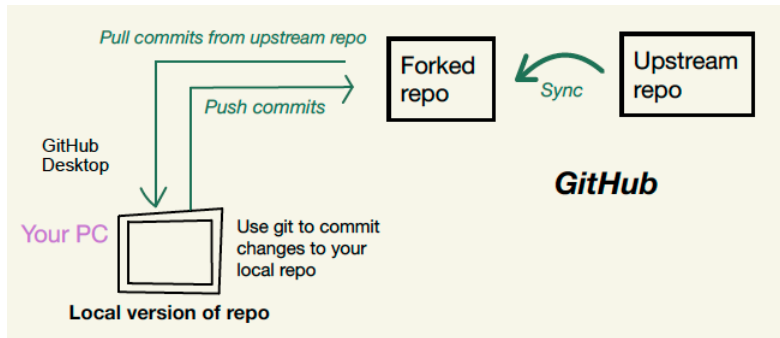 Pull commits from upstream repo
Forked
repo
Upstream
repo
Sync
Push commits
GitHub
Desktop
GitHub
Your PC
Use git to commit
changes to your
local repo
Local version of repo